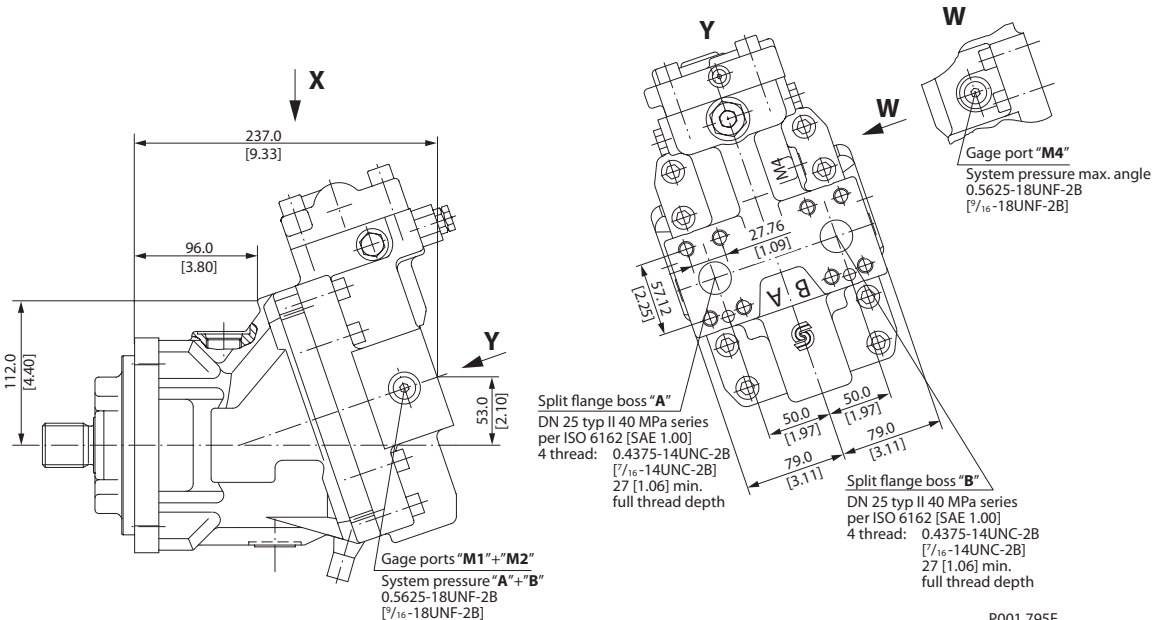 X
237.0
[9.33]
96.0
[3.80]
112.0
[4.40]
Y
53.0
[2.10]
Gage ports "M1"+"M2"
System pressure "A"+"B"
0.5625-18UNF-2B
[9/16-18UNF-2B]
Y
W
W
M4
Gage port "M4"
System pressure max. angle
0.5625-18UNF-2B
[9/16-18UNF-2B]
27.76
[1.09]
57.12
[2.25]
B A
50.0
[1.97]
50.0
[1.97]
79.0
[3.11]
79.0
[3.11]
Split flange boss "A"
DN 25 typ II 40 MPa series
per ISO 6162 [SAE 1.00]
4 thread: 0.4375-14UNC-2B
[7/16-14UNC-2B]
27 [1.06] min.
full thread depth
Split flange boss "B"
DN 25 typ II 40 MPa series
per ISO 6162 [SAE 1.00]
4 thread: 0.4375-14UNC-2B
[7/16-14UNC-2B]
27 [1.06] min.
full thread depth
P001 795E